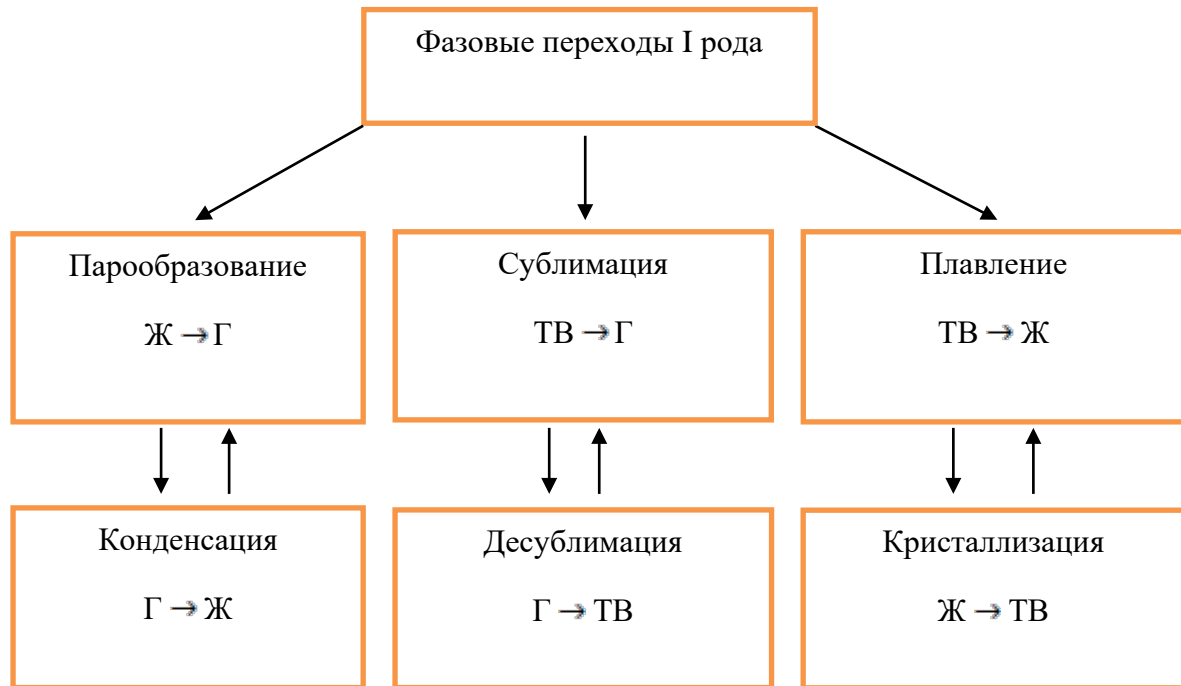 Фазовые переходы I рода
Парообразование
Ж → Г
Сублимация
ТВ → Г
Плавление
ТВ → Ж
Конденсация
Г → Ж
Десублимация
Г → ТВ
Кристаллизация
Ж → ТВ